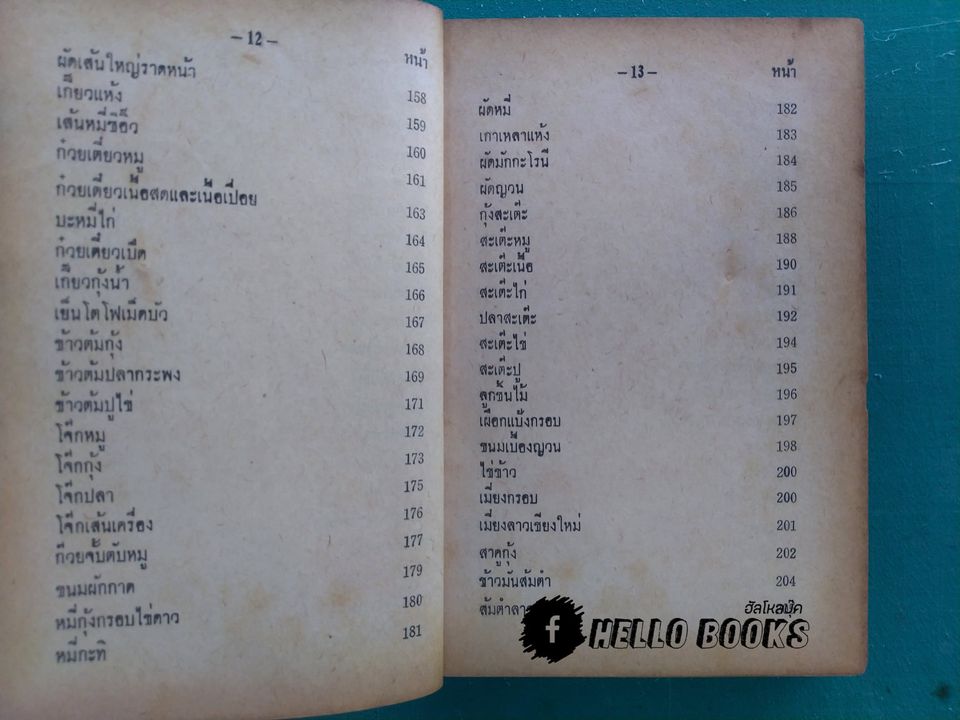 –12–
หน้า
ผัดเส้นใหญ่ราดหน้า 158
เกี๊ยวแห้ง 159
เส้นหมี่ซีอิ๊ว 160
ก๋วยเตี๋ยวหมู 161
ก๋วยเตี๋ยวเนื้อสดและเนื้อเปื่อย 163
บะหมี่ไก่ 164
ก๋วยเตี๋ยวเป็ด 165
เกี๊ยวกุ้งน้ำ 166
เย็นโตโฟเม็ดบัว 167
ข้าวต้มกุ้ง 168
ข้าวต้มปลากระพง 169
ข้าวต้มปูไข่ 171
โจ๊กหมู 172
โจ๊กกุ้ง 173
โจ๊กปลา 175
โจ๊กเส้นเครื่อง 176
ก๊วยจั๊บตับหมู 177
ขนมผักกาด 179
หมี่กุ้งกรอบไข่ดาว 180
หมี่กะทิ 181
–13–
หน้า
ผัดหมี่ 182
เกาเหลาแห้ง 183
ผัดมักกะโรนี 184
ผัดญวน 185
กุ้งสะเต๊ะ 186
สะเต๊ะหมู 188
สะเต๊ะเนื้อ 190
สะเต๊ะไก่ 191
ปลาสะเต๊ะ 192
สะเต๊ะไข่ 194
สะเต๊ะปู 195
ลูกชิ้นไม้ 196
เผือกแป้งกรอบ 197
ขนมเบื้องญวน 198
ไข่ข้าว 200
เมี่ยงกรอบ 200
เมี่ยงลาวเชียงใหม่ 201
สาคูกุ้ง 202
ข้าวมันส้มตำ 204
ฮัลโหลบุ๊ค
f HELLO BOOKS